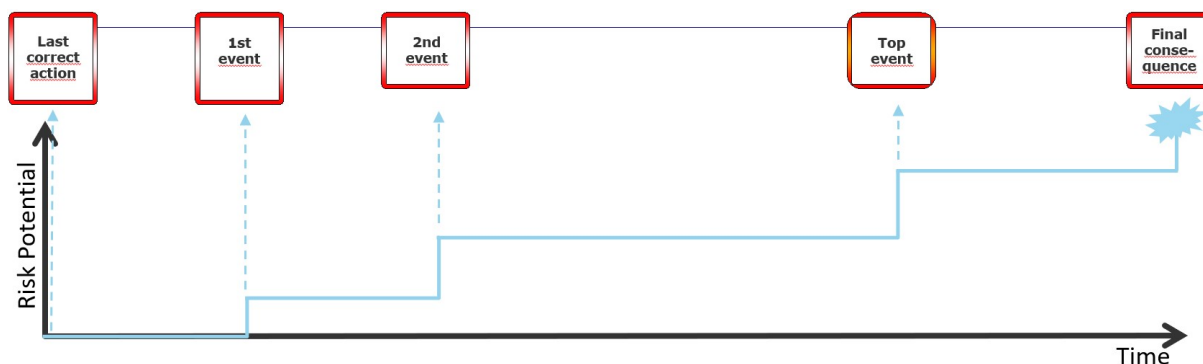 Last
correct
action
1st
event
2nd
event
Top
event
Final
conse-
quence
Risk Potential
Time